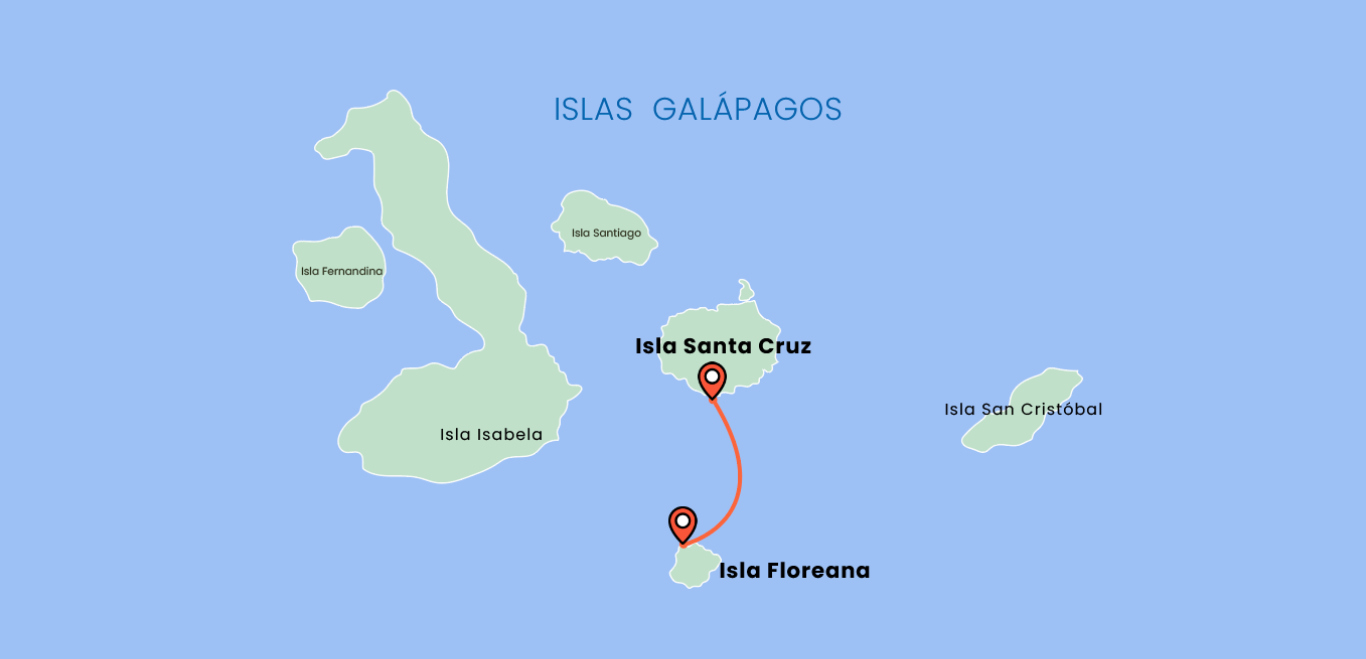 ISLAS GALÁPAGOS
Isla Santiago
Isla Fernandina
Isla Santa Cruz
Isla San Cristóbal
Isla Isabela
Isla Floreana